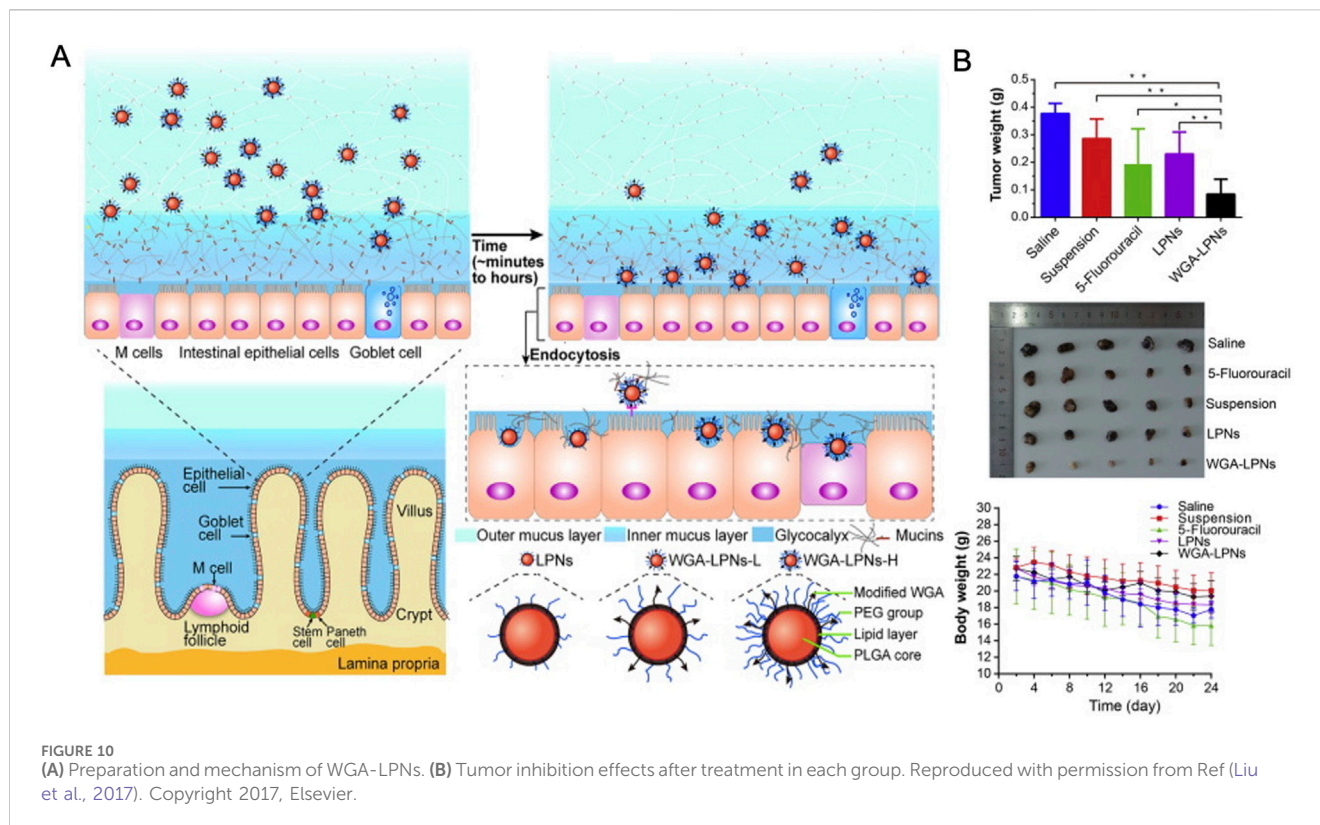 A
Time
(~minutes
to hours)
M cells Intestinal epithelial cells Goblet cell
Endocytosis
Epithelial
cell
Goblet
cell
M cell
Lymphoid
follicle
Villus
Crypt
Stem
cell
Paneth
cell
Lamina propria
Outer mucus layer Inner mucus layer Glycocalyx Mucins
LPNs WGA-LPNs-L WGA-LPNs-H
Modified WGA
PEG group
Lipid layer
PLGA core
B
Tumor weight (g)
0.5
0.4
0.3
0.2
0.1
0.0
* *
* *
*
* *
Saline
Suspension
5-Fluorouracil
LPNs
WGA-LPNs
Saline
5-Fluorouracil
Suspension
LPNs
WGA-LPNs
Body weight (g)
30
28
26
24
22
20
18
16
14
12
10
Saline
Suspension
5-Fluorouracil
LPNs
WGA-LPNs
0 4 8 12 16 20 24
Time (day)
FIGURE 10
(A) Preparation and mechanism of WGA-LPNs. (B) Tumor inhibition effects after treatment in each group. Reproduced with permission from Ref (Liu
et al., 2017). Copyright 2017, Elsevier.